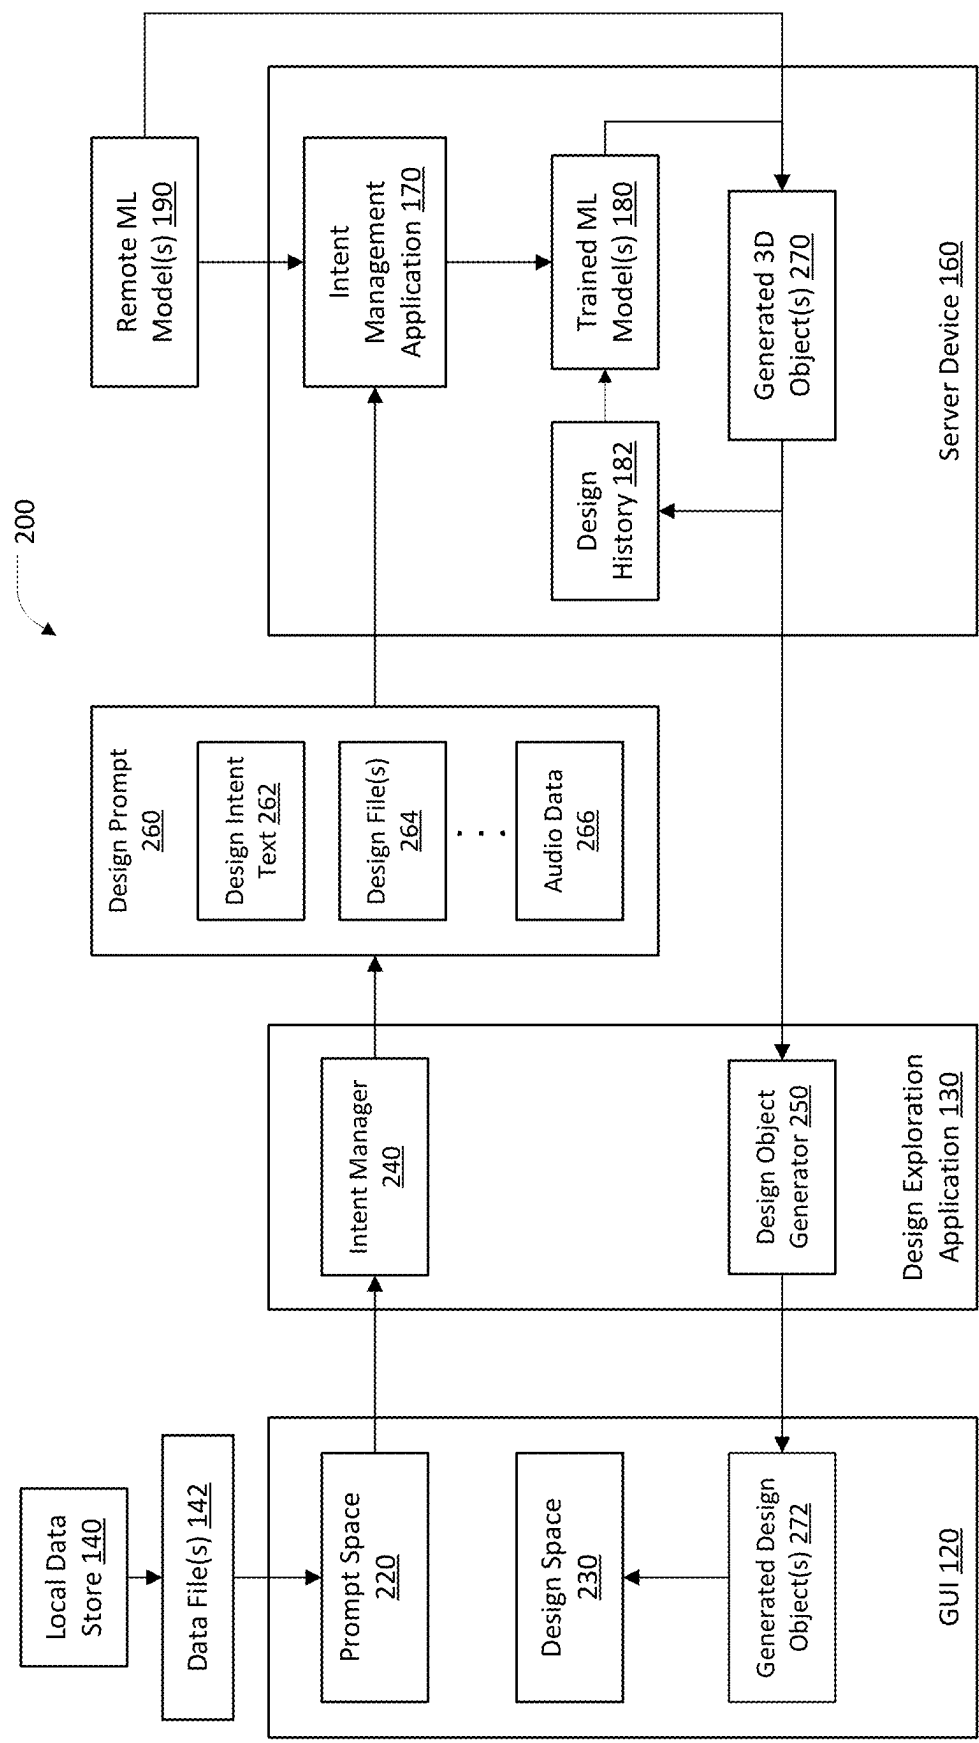 200
Local Data
Store 140
Data File(s) 142
Prompt Space
220
Design Space
230
Generated Design
Object(s) 272
GUI 120
Intent Manager
240
Design Object
Generator 250
Design Exploration
Application 130
Design Prompt
260
Design Intent
Text 262
Design File(s)
264
. . . .
Audio Data
266
Remote ML
Model(s) 190
Intent
Management
Application 170
Trained ML
Model(s) 180
Design
History 182
Generated 3D
Object(s) 270
Server Device 160